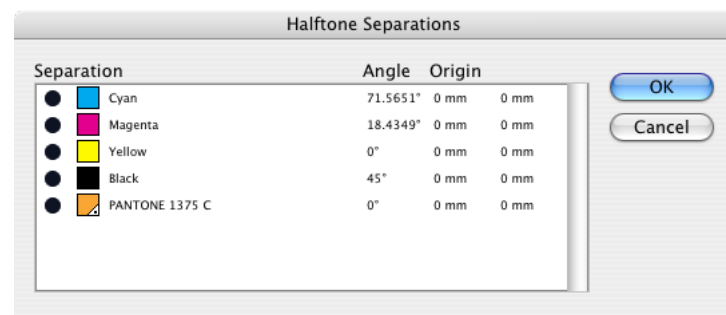 Halftone Separations
Separation Angle Origin
Cyan 71.5651° 0 mm 0 mm
Magenta 18.4349° 0 mm 0 mm
Yellow 0° 0 mm 0 mm
Black 45° 0 mm 0 mm
PANTONE 1375 C 0° 0 mm 0 mm
OK
Cancel